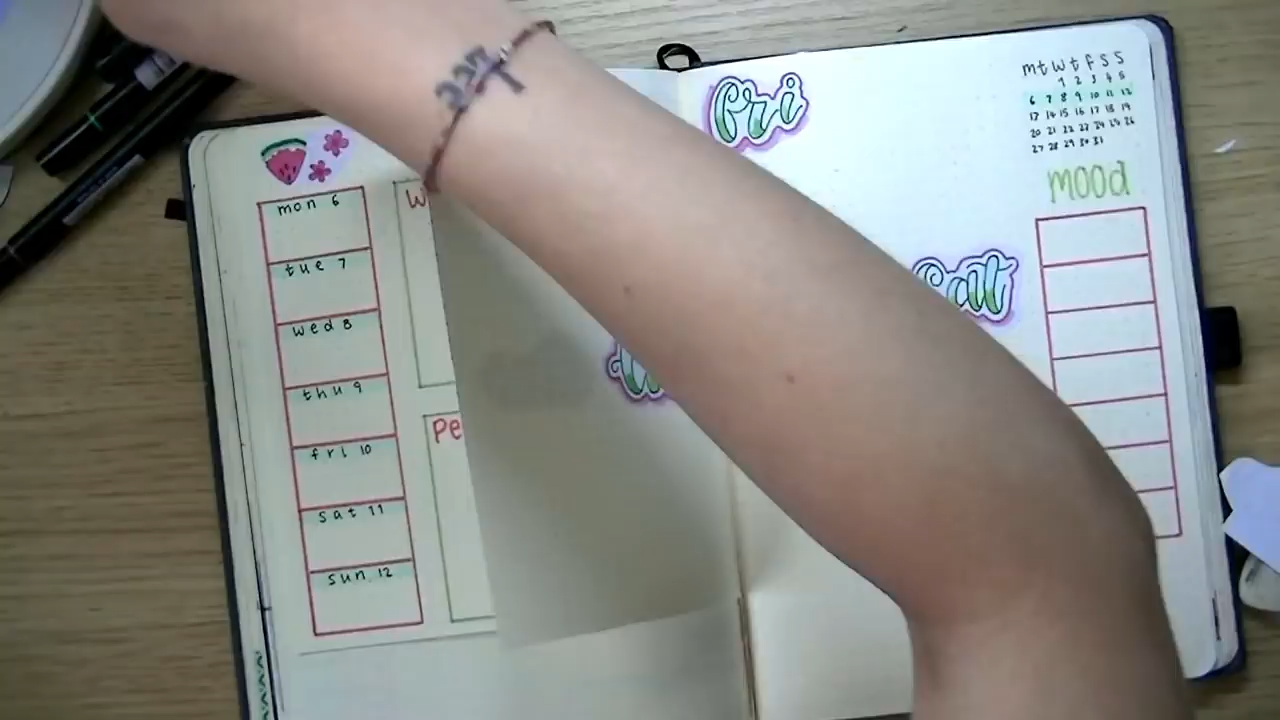 mon 6
tue 7
wed 8
thu 9
fri 10
sat 11
sun. 12
W
Pe
fri
sat
m t w t f s s
1 2 3 4 5
6 7 8 9 10 11 12
17 14 15 16 17 18 19
20 21 22 23 24 25 26
27 28 29 30 31
mood